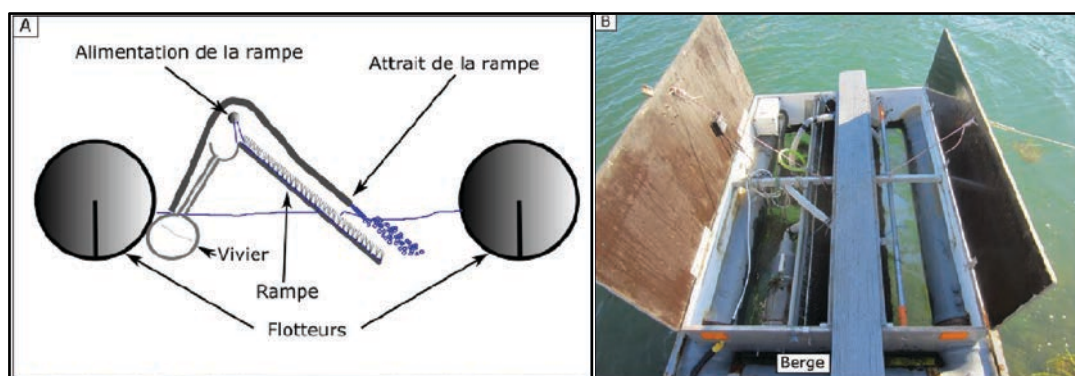 A
Alimentation de la rampe
Attrait de la rampe
Vivier
Rampe
Flotteurs
B
Berge